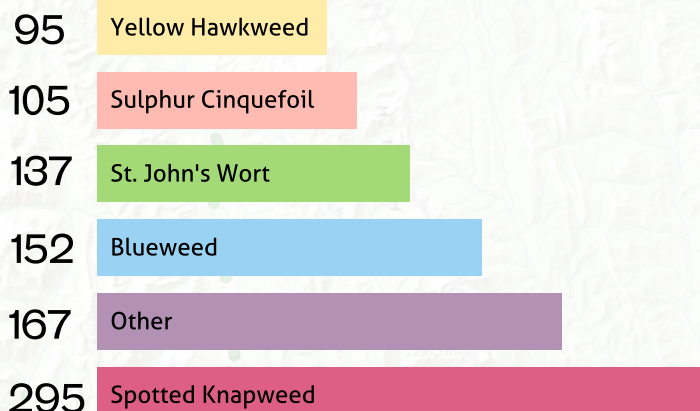 95 Yellow Hawkweed
105 Sulphur Cinquefoil
137 St. John's Wort
152 Blueweed
167 Other
295 Spotted Knapweed